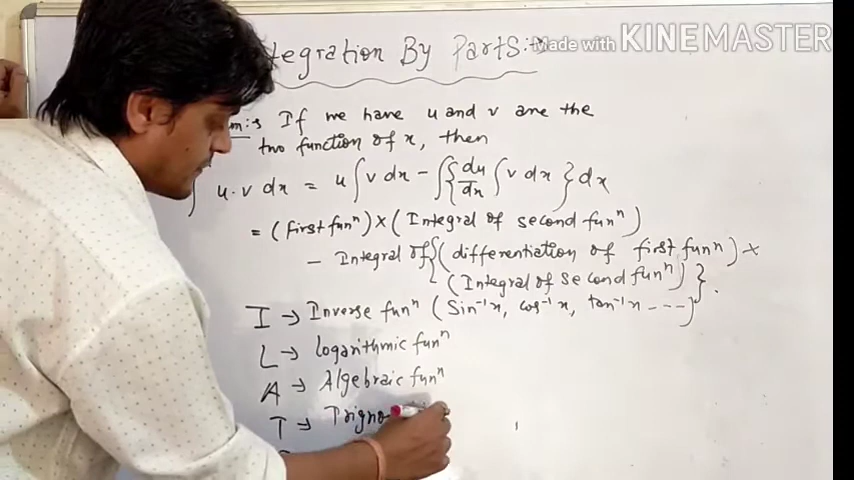 tegration By Parts:→
Made with KINEMASTER
m:→ If we have u and v are the
two function of x, then
∫ u.v dx = u∫v dx - ∫{du/dx ∫v dx}dx
= (first funⁿ)×(Integral of second funⁿ)
- Integral of{(differentiation of first funⁿ)×
(Integral of second funⁿ)}.
I → Inverse funⁿ (Sin⁻¹x, cos⁻¹x, tan⁻¹x ----)
L → logarithmic funⁿ
A → Algebraic funⁿ
T → Trigno